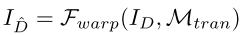 $I_{\hat{D}} = \mathcal{F}_{warp}(I_D, \mathcal{M}_{tran})$